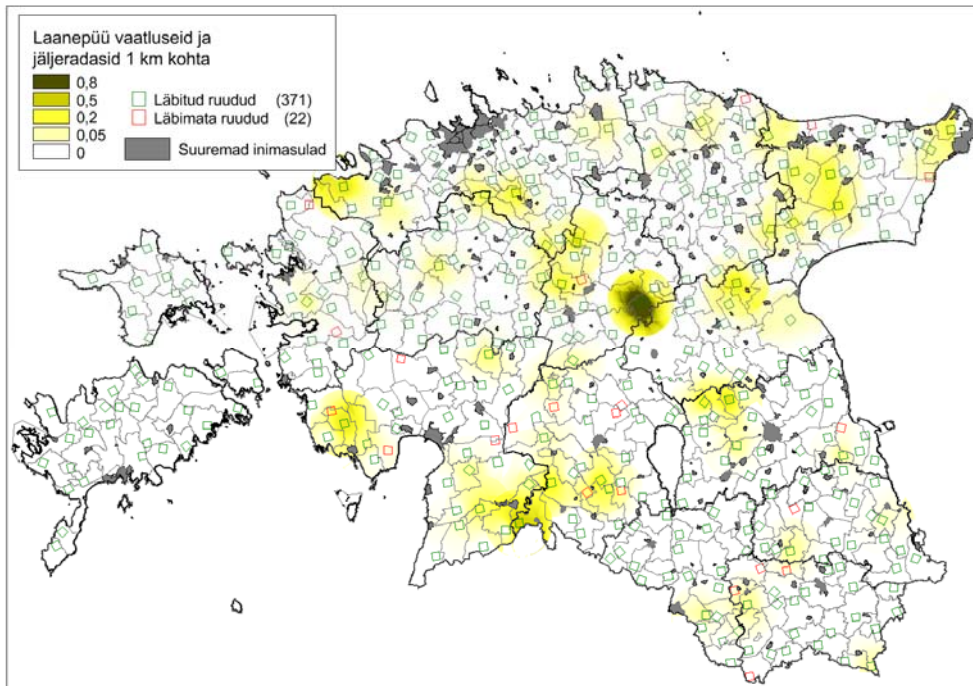 Laanepüü vaatluseid ja
jäljeradasid 1 km kohta
0,8
0,5
0,2
0,05
0
Läbitud ruudud (371)
Läbimata ruudud (22)
Suuremad inimasulad